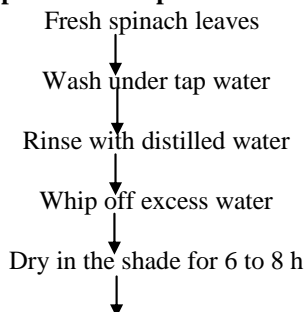 Fresh spinach leaves
Wash under tap water
Rinse with distilled water
Whip off excess water
Dry in the shade for 6 to 8 h